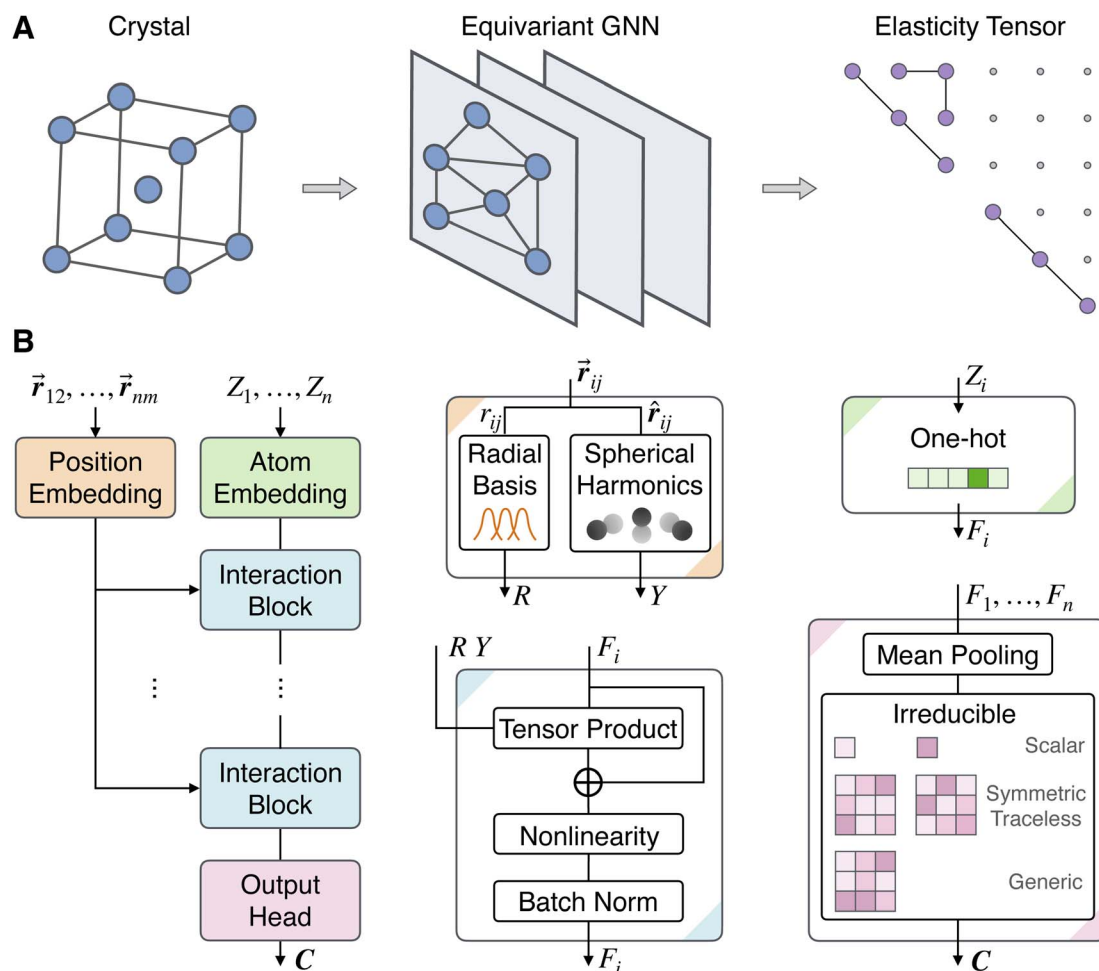 A
Crystal
Equivariant GNN
Elasticity Tensor
B
r⃗₁₂, …, r⃗ₙₘ
Z₁, …, Zₙ
Position
Embedding
Atom
Embedding
Interaction
Block
⋮
⋮
Interaction
Block
Output
Head
C
r⃗ᵢⱼ
rᵢⱼ
r̂ᵢⱼ
Radial
Basis
Spherical
Harmonics
R
Y
R Y
Fᵢ
Tensor Product
Nonlinearity
Batch Norm
Fᵢ
Zᵢ
One-hot
Fᵢ
F₁, …, Fₙ
Mean Pooling
Irreducible
Scalar
Symmetric
Traceless
Generic
C